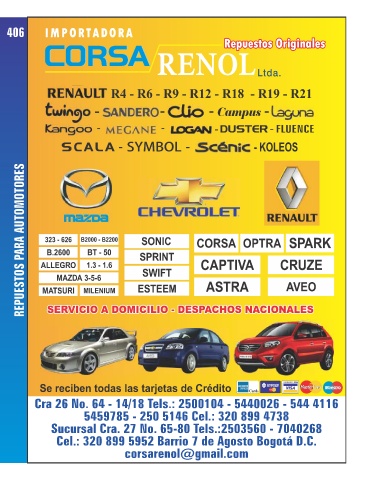 406
REPUESTOS PARA AUTOMOTORES
IMPORTADORA
CORSA RENOL Ltda.
Repuestos Originales
RENAULT R4 - R6 - R9 - R12 - R18 - R19 - R21
twingo - SANDERO - Clio - Campus - Laguna
Kangoo - MEGANE - LOGAN - DUSTER - FLUENCE
SCALA - SYMBOL - Scénic - KOLEOS
mazda
CHEVROLET
RENAULT
323 - 626 B2000 - B2200
B.2600 BT - 50
ALLEGRO 1.3 - 1.6
MAZDA 3-5-6
MATSURI MILENIUM
SONIC
SPRINT
SWIFT
ESTEEM
CORSA OPTRA SPARK
CAPTIVA CRUZE
ASTRA AVEO
SERVICIO A DOMICILIO - DESPACHOS NACIONALES
Se reciben todas las tarjetas de Crédito
Cra 26 No. 64 - 14/18 Tels.: 2500104 - 5440026 - 544 4116
5459785 - 250 5146 Cel.: 320 899 4738
Sucursal Cra. 27 No. 65-80 Tels.:2503560 - 7040268
Cel.: 320 899 5952 Barrio 7 de Agosto Bogotá D.C.
corsarenol@gmail.com